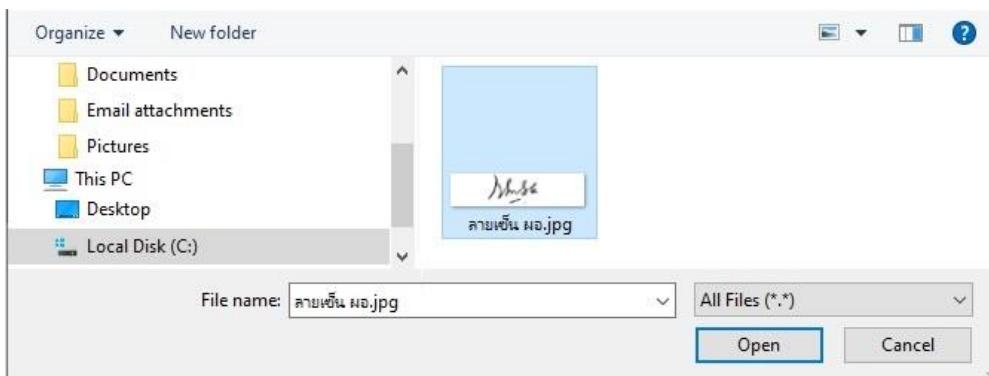 Organize New folder
Documents
Email attachments
Pictures
This PC
Desktop
Local Disk (C:)
ลายเซ็น ผอ.jpg
File name: ลายเซ็น ผอ.jpg All Files (*.*)
Open Cancel